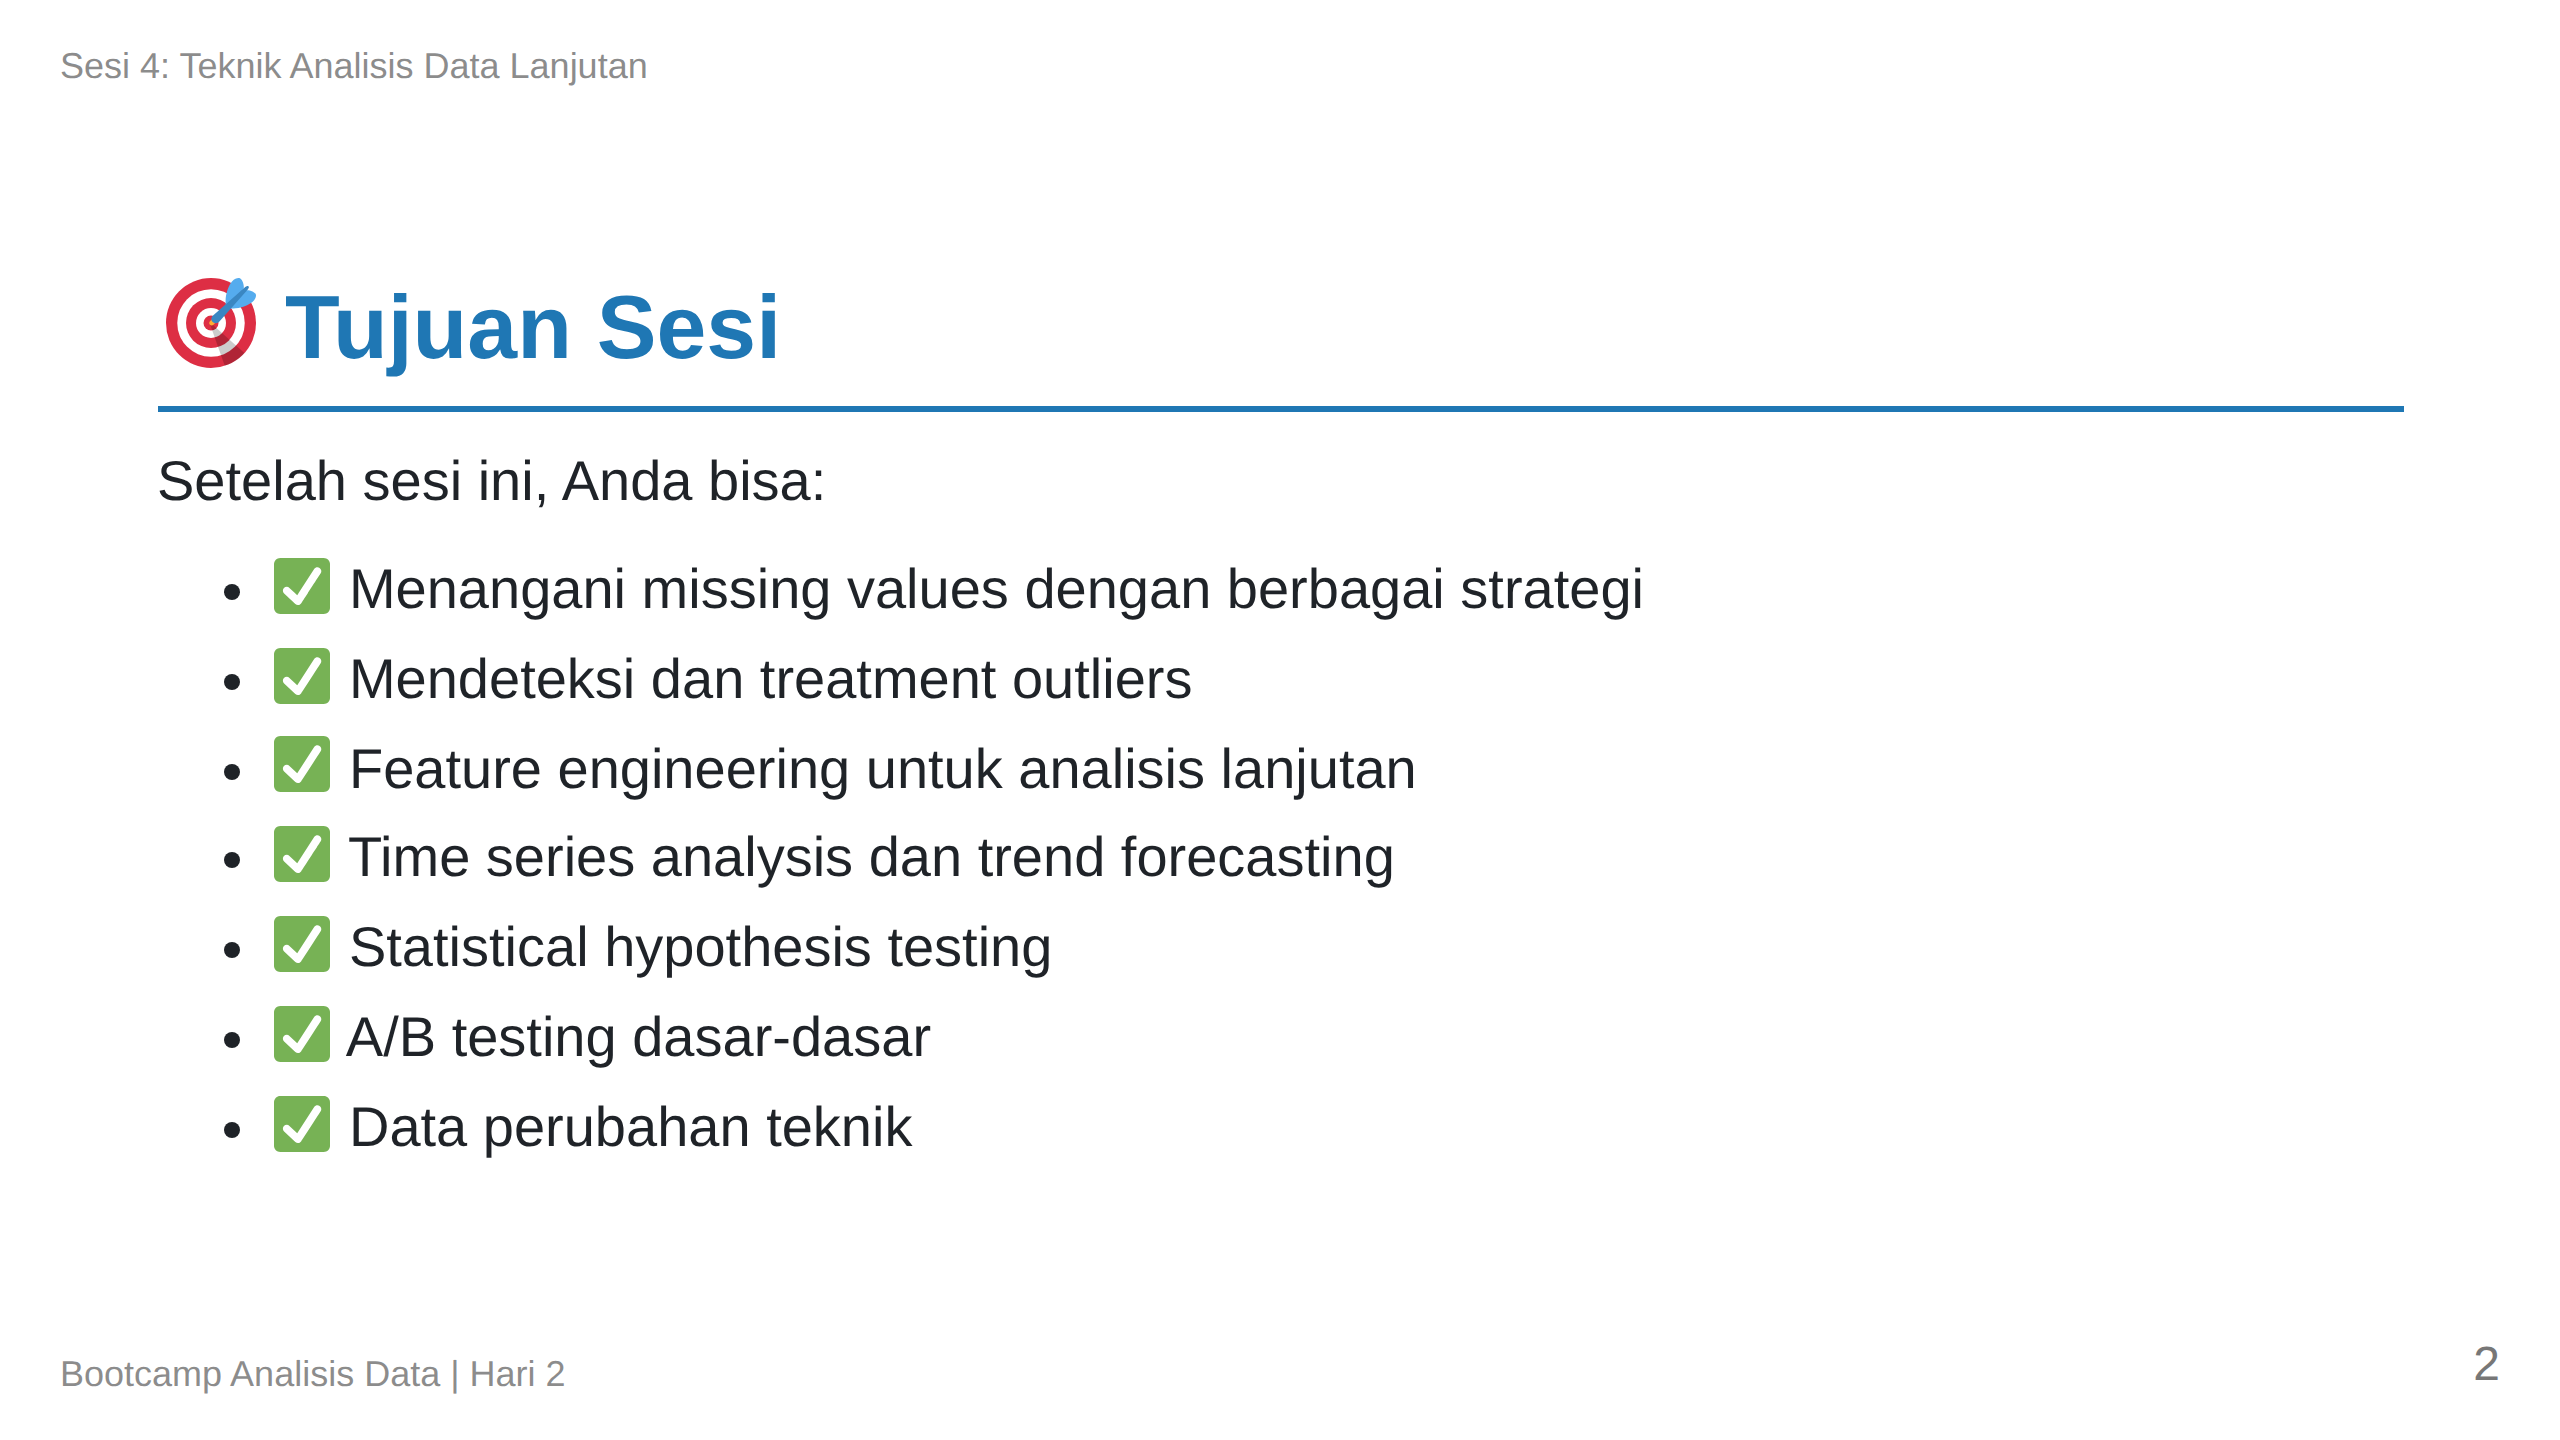 Sesi 4: Teknik Analisis Data Lanjutan
🎯 Tujuan Sesi
Setelah sesi ini, Anda bisa:
• ✅ Menangani missing values dengan berbagai strategi
• ✅ Mendeteksi dan treatment outliers
• ✅ Feature engineering untuk analisis lanjutan
• ✅ Time series analysis dan trend forecasting
• ✅ Statistical hypothesis testing
• ✅ A/B testing dasar-dasar
• ✅ Data perubahan teknik
Bootcamp Analisis Data | Hari 2
2